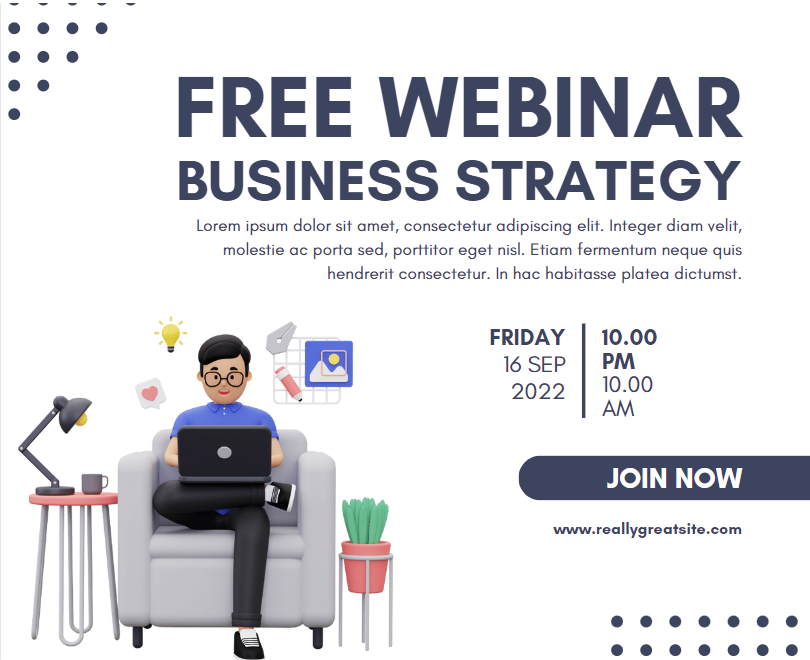 FREE WEBINAR
BUSINESS STRATEGY
Lorem ipsum dolor sit amet, consectetur adipiscing elit. Integer diam velit,
molestie ac porta sed, porttitor eget nisl. Etiam fermentum neque quis
hendrerit consectetur. In hac habitasse platea dictumst.
FRIDAY
16 SEP
2022
10.00
PM
10.00
AM
JOIN NOW
www.reallygreatsite.com